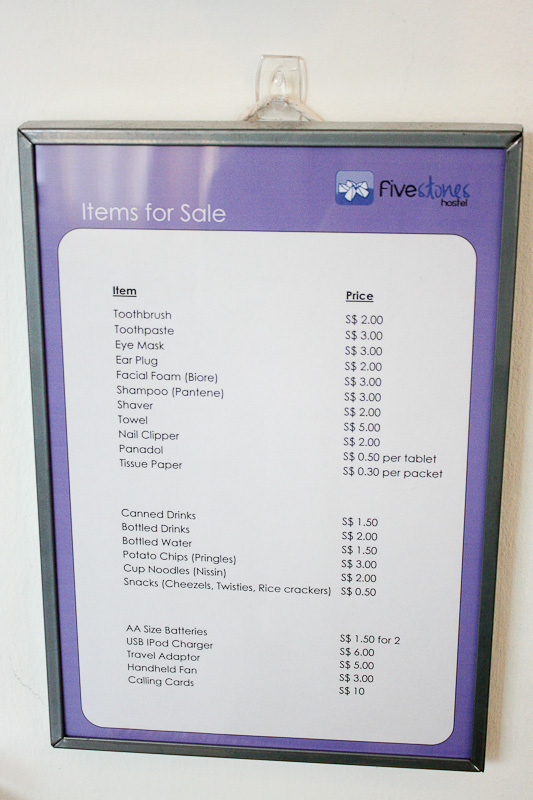 five stones
hostel
Items for Sale
Item Price
Toothbrush S$ 2.00
Toothpaste S$ 3.00
Eye Mask S$ 3.00
Ear Plug S$ 2.00
Facial Foam (Biore) S$ 3.00
Shampoo (Pantene) S$ 3.00
Shaver S$ 2.00
Towel S$ 5.00
Nail Clipper S$ 2.00
Panadol S$ 0.50 per tablet
Tissue Paper S$ 0.30 per packet
Canned Drinks S$ 1.50
Bottled Drinks S$ 2.00
Bottled Water S$ 1.50
Potato Chips (Pringles) S$ 3.00
Cup Noodles (Nissin) S$ 2.00
Snacks (Cheezels, Twisties, Rice crackers) S$ 0.50
AA Size Batteries S$ 1.50 for 2
USB IPod Charger S$ 6.00
Travel Adaptor S$ 5.00
Handheld Fan S$ 3.00
Calling Cards S$ 10